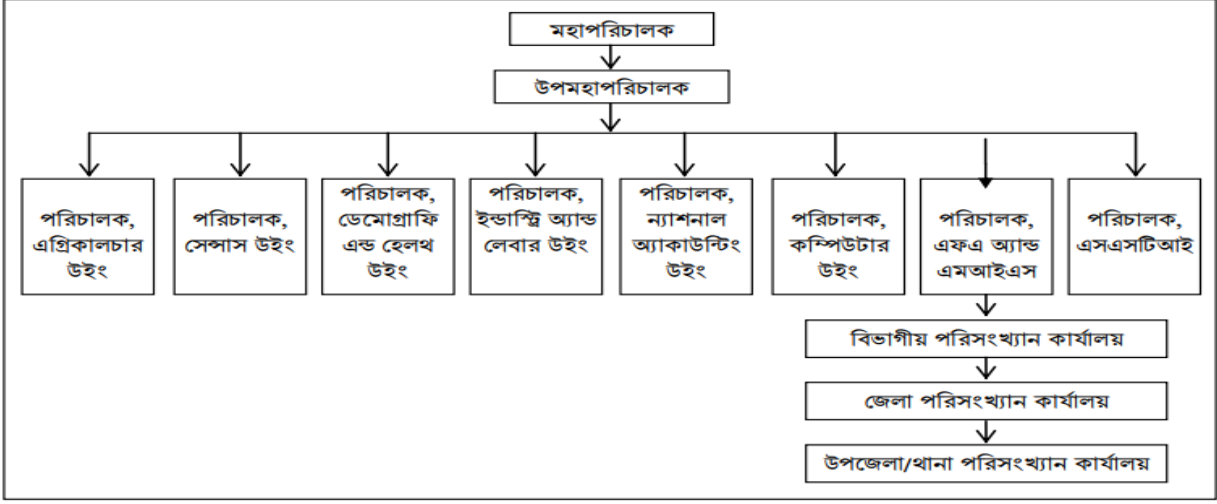 মহাপরিচালক
উপমহাপরিচালক
পরিচালক,
এগ্রিকালচার
উইং
পরিচালক,
সেন্সাস উইং
পরিচালক,
ডেমোগ্রাফি
এন্ড হেলথ
উইং
পরিচালক,
ইন্ডাস্ট্রি অ্যান্ড
লেবার উইং
পরিচালক,
ন্যাশনাল
অ্যাকাউন্টিং
উইং
পরিচালক,
কম্পিউটার
উইং
পরিচালক,
এফএ অ্যান্ড
এমআইএস
পরিচালক,
এসএসটিআই
বিভাগীয় পরিসংখ্যান কার্যালয়
জেলা পরিসংখ্যান কার্যালয়
উপজেলা/থানা পরিসংখ্যান কার্যালয়